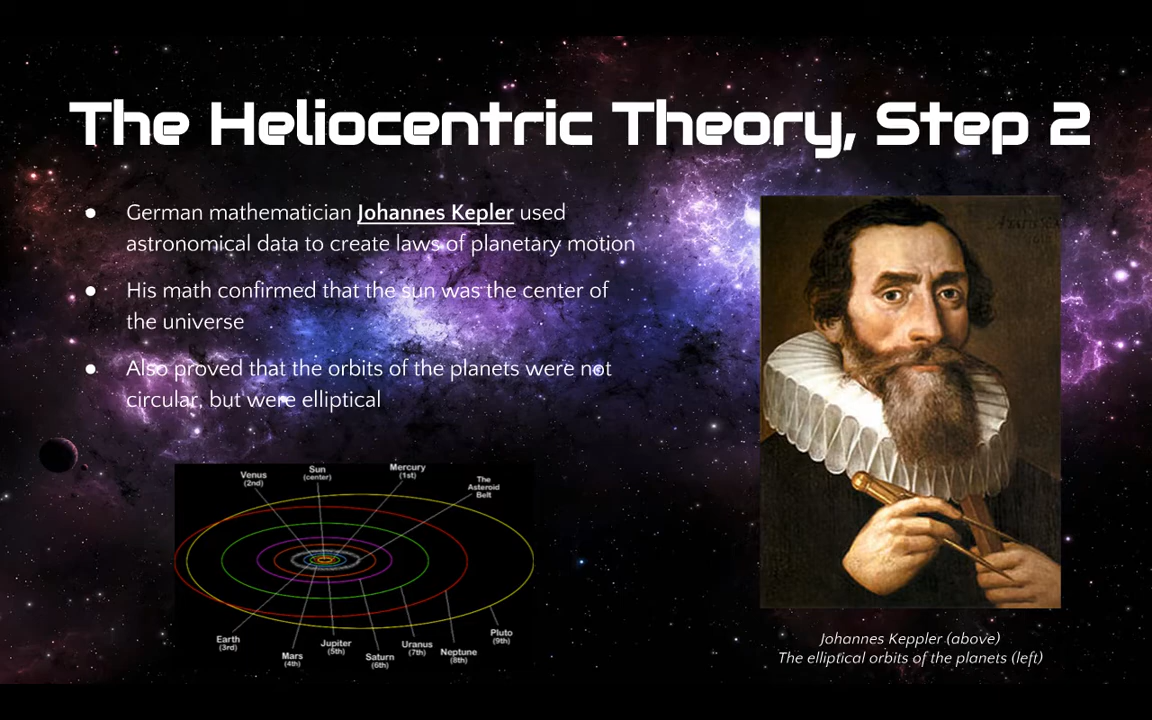 The Heliocentric Theory, Step 2
● German mathematician Johannes Kepler used
astronomical data to create laws of planetary motion
● His math confirmed that the sun was the center of
the universe
● Also proved that the orbits of the planets were not
circular, but were elliptical
Venus
(2nd)
Sun
(center)
Mercury
(1st)
The
Asteroid
Belt
Earth
(3rd)
Mars
(4th)
Jupiter
(5th)
Saturn
(6th)
Uranus
(7th)
Neptune
(8th)
Pluto
(9th)
Johannes Keppler (above)
The elliptical orbits of the planets (left)